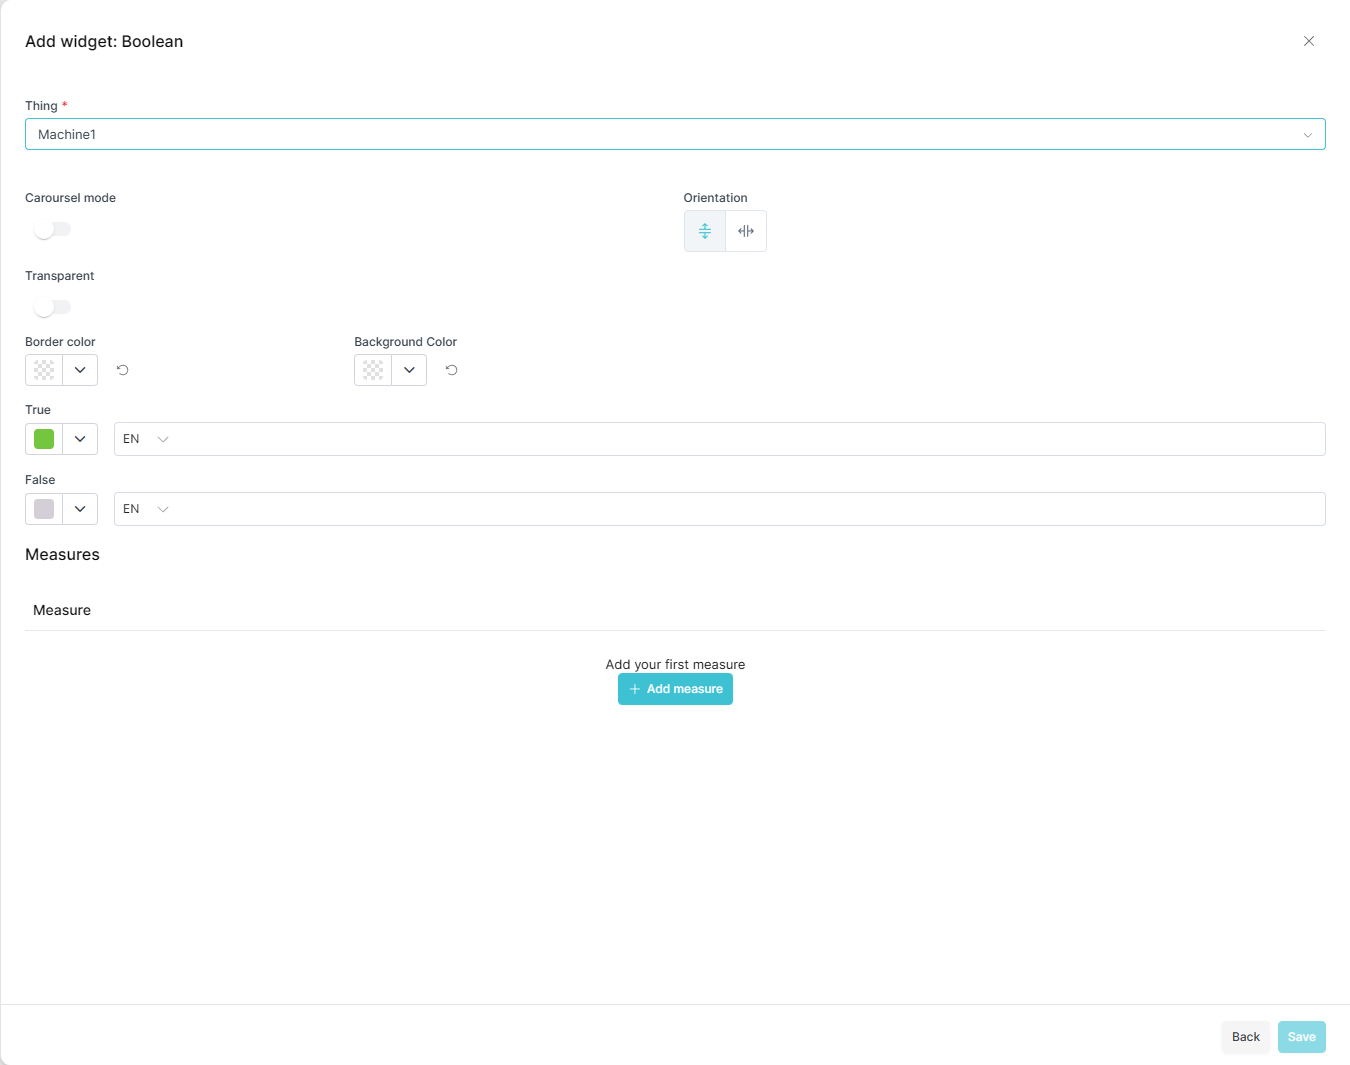 Add widget: Boolean
Thing *
Machine1
Carousel mode
Orientation
Transparent
Border color
Background Color
True
EN
False
EN
Measures
Measure
Add your first measure
Add measure
Back
Save